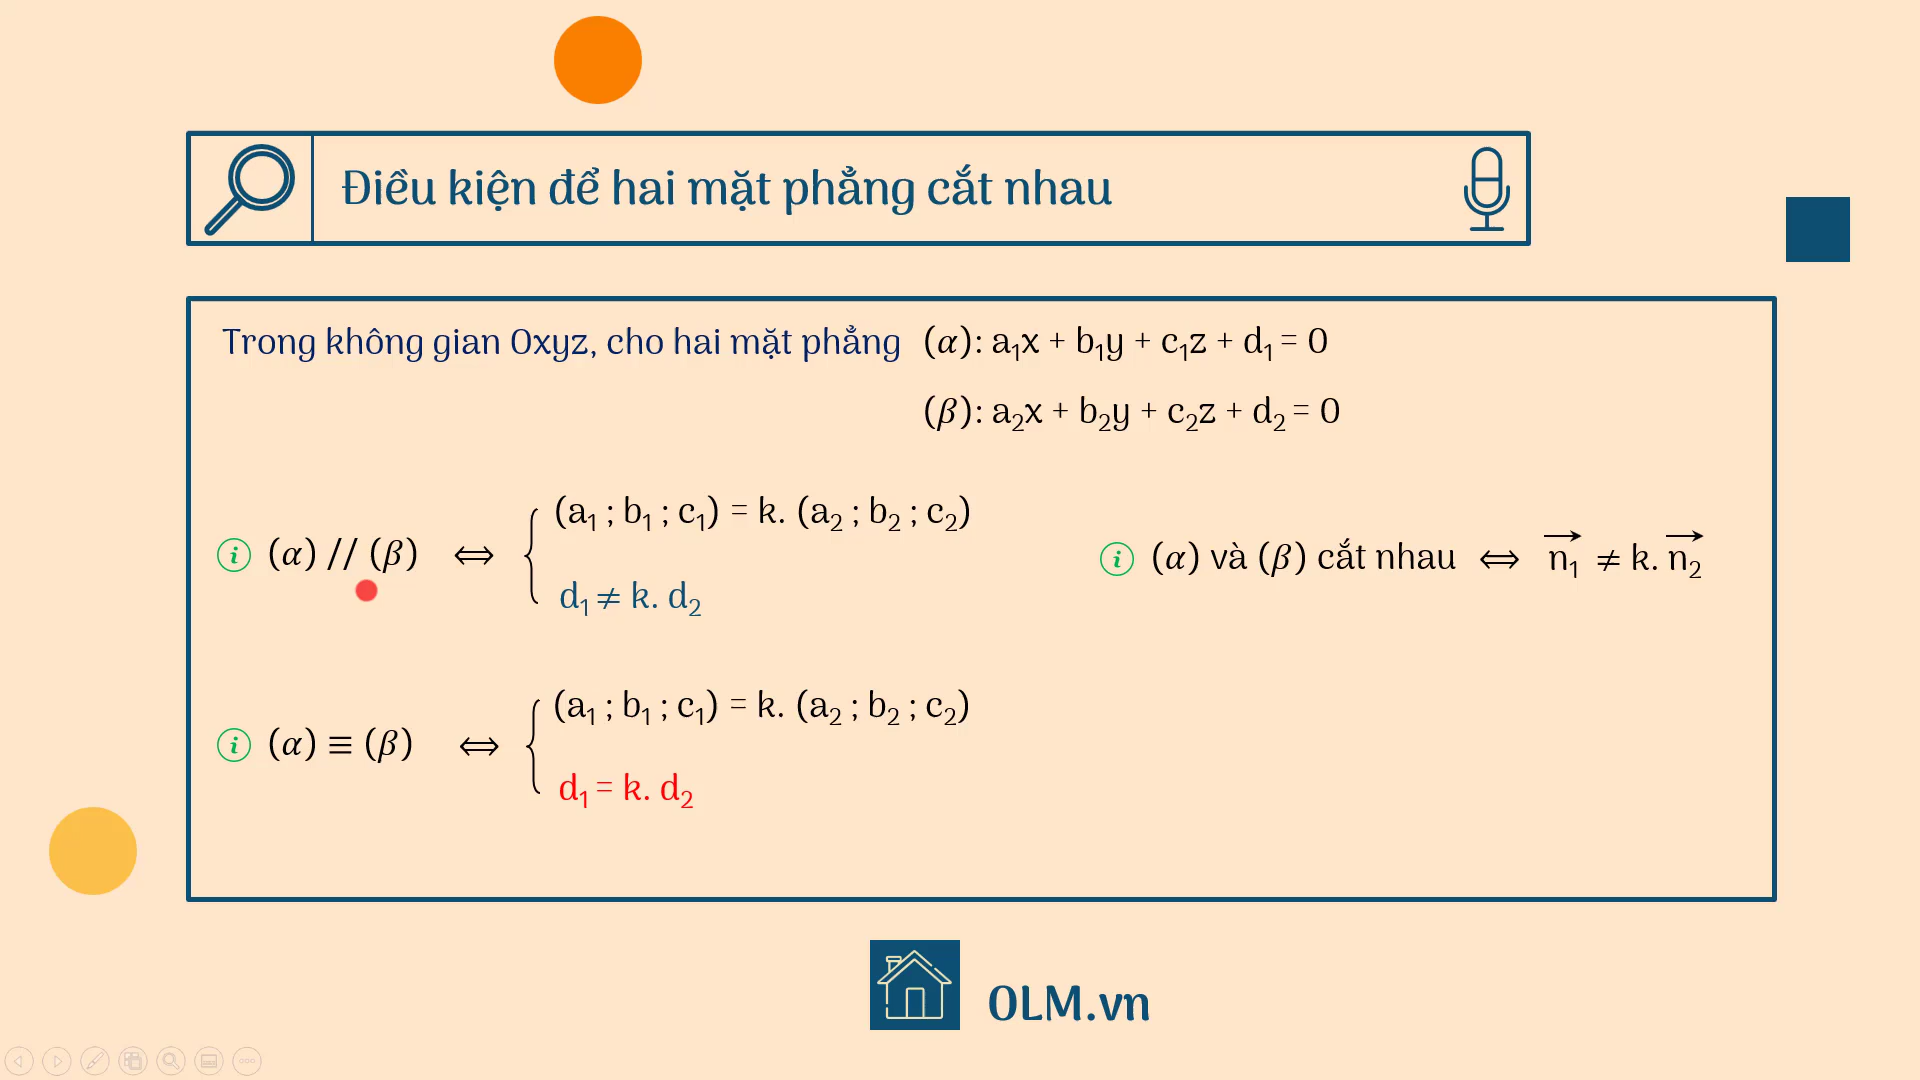 Điều kiện để hai mặt phẳng cắt nhau
Trong không gian Oxyz, cho hai mặt phẳng (α): a₁x + b₁y + c₁z + d₁ = 0
(β): a₂x + b₂y + c₂z + d₂ = 0
(α) // (β) ⇔ { (a₁ ; b₁ ; c₁) = k. (a₂ ; b₂ ; c₂)
d₁ ≠ k. d₂
(α) và (β) cắt nhau ⇔ n₁⃗ ≠ k. n₂⃗
(α) ≡ (β) ⇔ { (a₁ ; b₁ ; c₁) = k. (a₂ ; b₂ ; c₂)
d₁ = k. d₂
OLM.vn